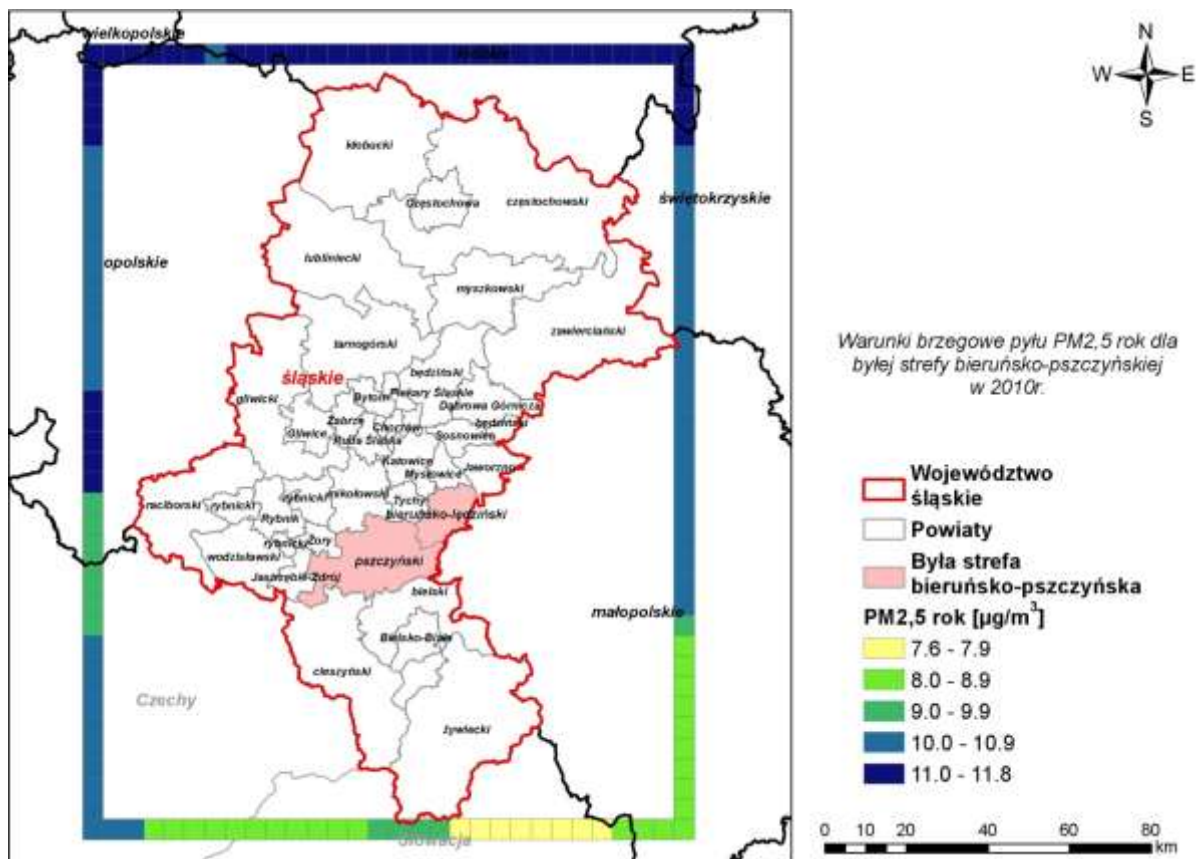 wielkopolskie
N
W E
S
kłobucki
Częstochowa
częstochowski
świętokrzyskie
opolskie
lubliniecki
myszkowski
zawierciański
tarnogórski
będziński
śląskie
gliwicki
Bytom
Piekary Śląskie
Dąbrowa Górnicza
Zabrze
Chorzów
będziński
Gliwice
Ruda Śląska
Sosnowiec
Katowice
Mysłowice
Jaworzno
raciborski
rybnicki
rybnicki
mikołowski
Tychy
bieruńsko-lędziński
Rybnik
rybnicki
Żory
wodzisławski
pszczyński
Jastrzębie-Zdrój
bielski
małopolskie
Bielsko-Biała
cieszyński
Czechy
żywiecki
Słowacja
Warunki brzegowe pyłu PM2,5 rok dla
byłej strefy bieruńsko-pszczyńskiej
w 2010r.
Województwo
śląskie
Powiaty
Była strefa
bieruńsko-pszczyńska
PM2,5 rok [µg/m³]
7.6 - 7.9
8.0 - 8.9
9.0 - 9.9
10.0 - 10.9
11.0 - 11.8
0 10 20 40 60 80
km